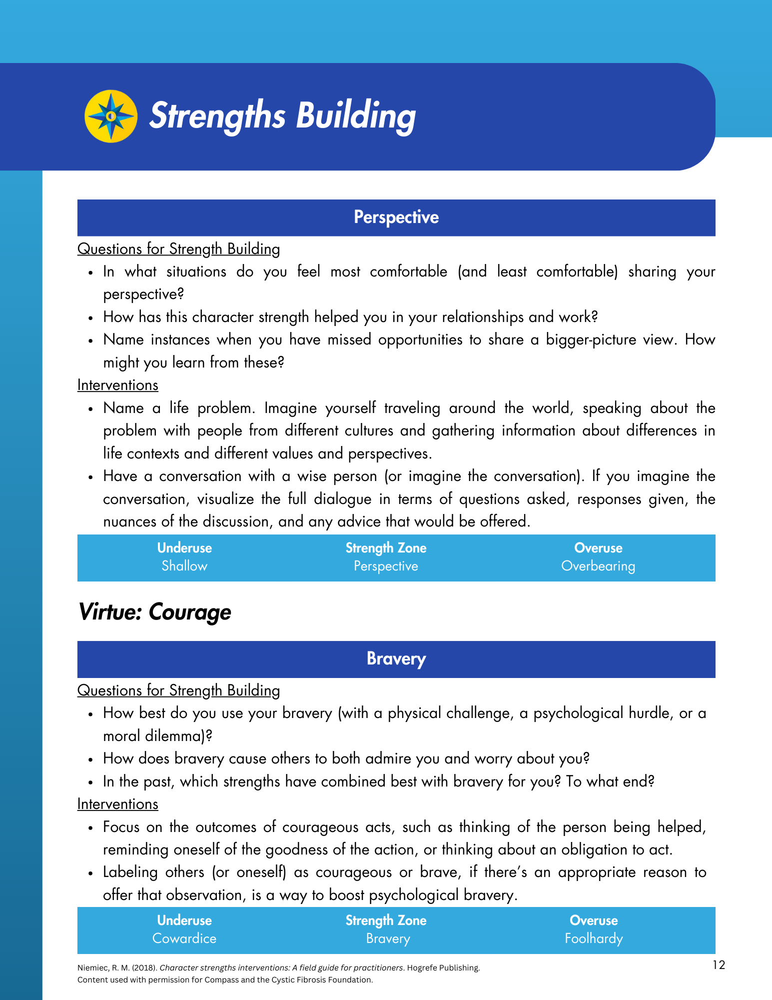 Strengths Building
Perspective
Questions for Strength Building
• In what situations do you feel most comfortable (and least comfortable) sharing your
perspective?
• How has this character strength helped you in your relationships and work?
• Name instances when you have missed opportunities to share a bigger-picture view. How
might you learn from these?
Interventions
• Name a life problem. Imagine yourself traveling around the world, speaking about the
problem with people from different cultures and gathering information about differences in
life contexts and different values and perspectives.
• Have a conversation with a wise person (or imagine the conversation). If you imagine the
conversation, visualize the full dialogue in terms of questions asked, responses given, the
nuances of the discussion, and any advice that would be offered.
Underuse Strength Zone Overuse
Shallow Perspective Overbearing
Virtue: Courage
Bravery
Questions for Strength Building
• How best do you use your bravery (with a physical challenge, a psychological hurdle, or a
moral dilemma)?
• How does bravery cause others to both admire you and worry about you?
• In the past, which strengths have combined best with bravery for you? To what end?
Interventions
• Focus on the outcomes of courageous acts, such as thinking of the person being helped,
reminding oneself of the goodness of the action, or thinking about an obligation to act.
• Labeling others (or oneself) as courageous or brave, if there's an appropriate reason to
offer that observation, is a way to boost psychological bravery.
Underuse Strength Zone Overuse
Cowardice Bravery Foolhardy
Niemiec, R. M. (2018). Character strengths interventions: A field guide for practitioners. Hogrefe Publishing.
Content used with permission for Compass and the Cystic Fibrosis Foundation.
12